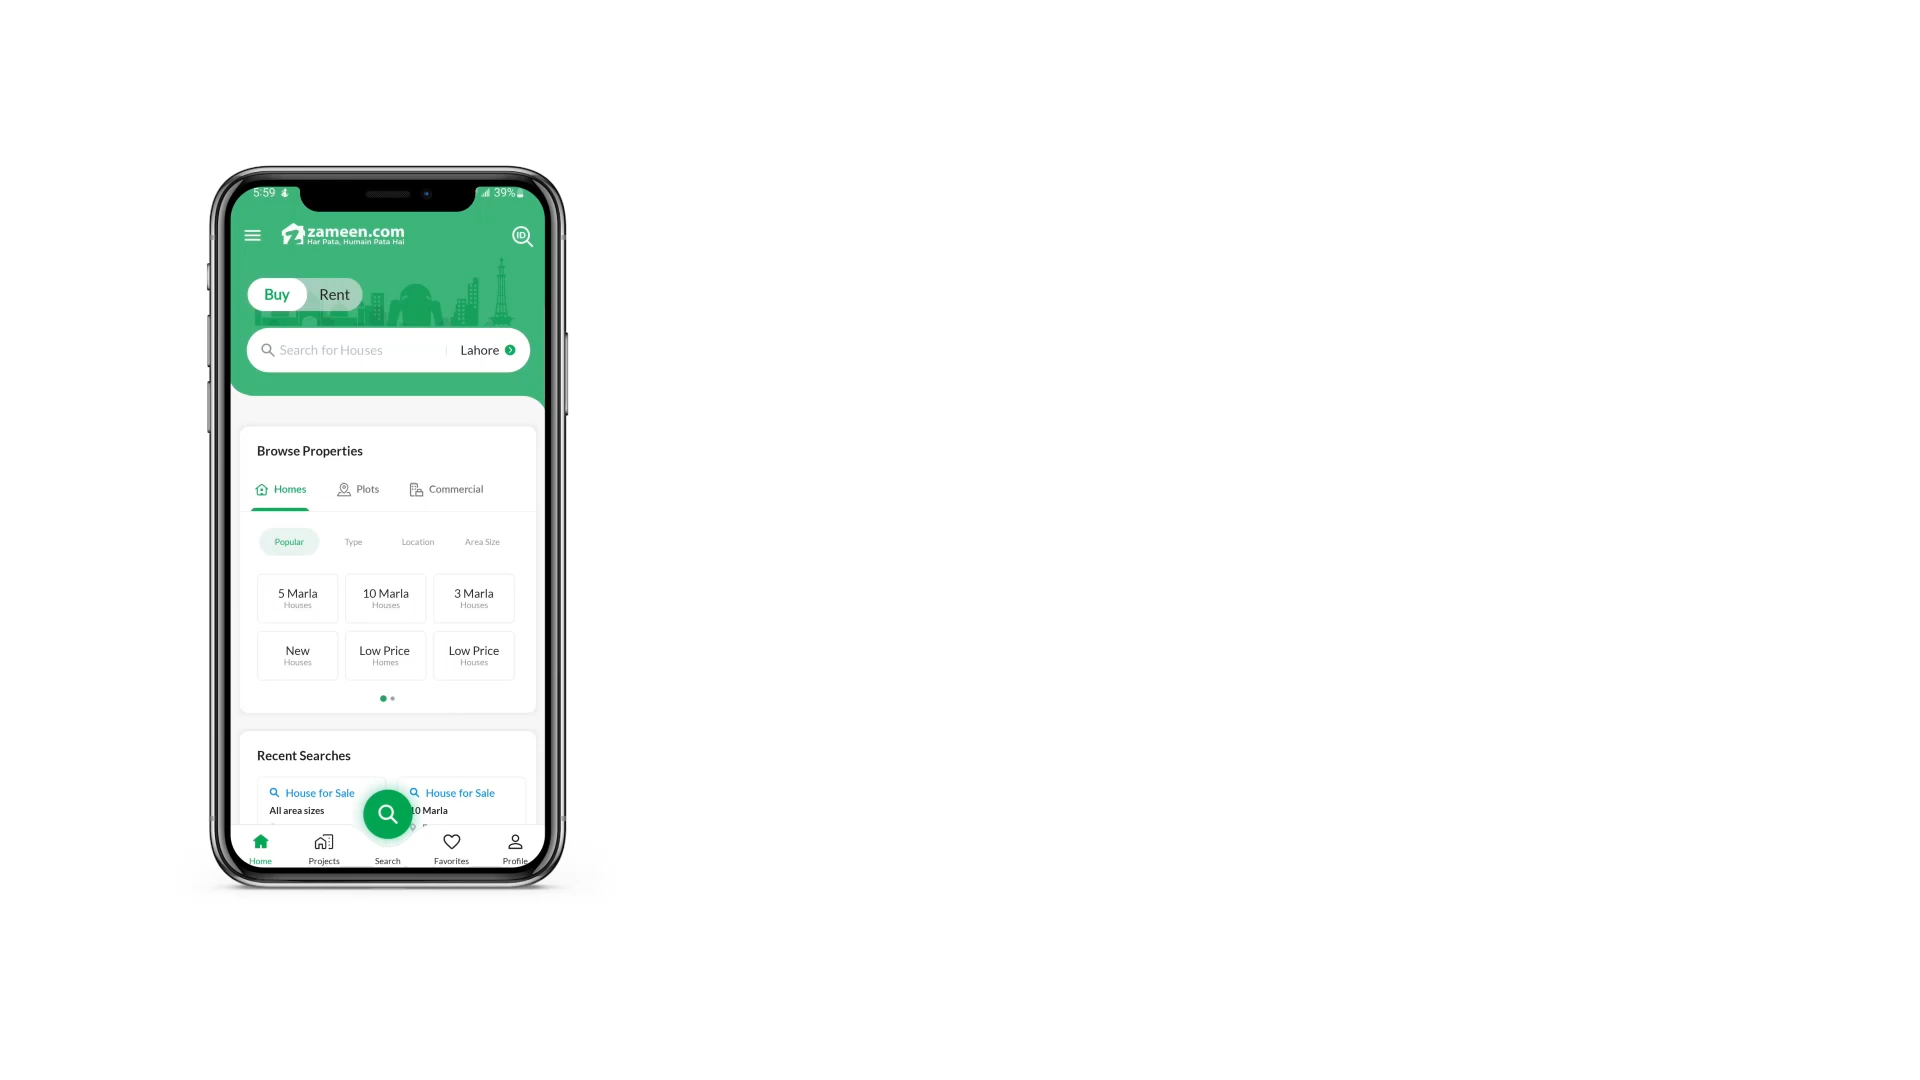 5:59
39%
zameen.com
Har Pata, Humain Pata Hai
ID
Buy Rent
Search for Houses Lahore
Browse Properties
Homes Plots Commercial
Popular Type Location Area Size
5 Marla 10 Marla 3 Marla
Houses Houses Houses
New Low Price Low Price
Houses Homes Houses
Recent Searches
House for Sale House for Sale
All area sizes 10 Marla
Home Projects Search Favorites Profile